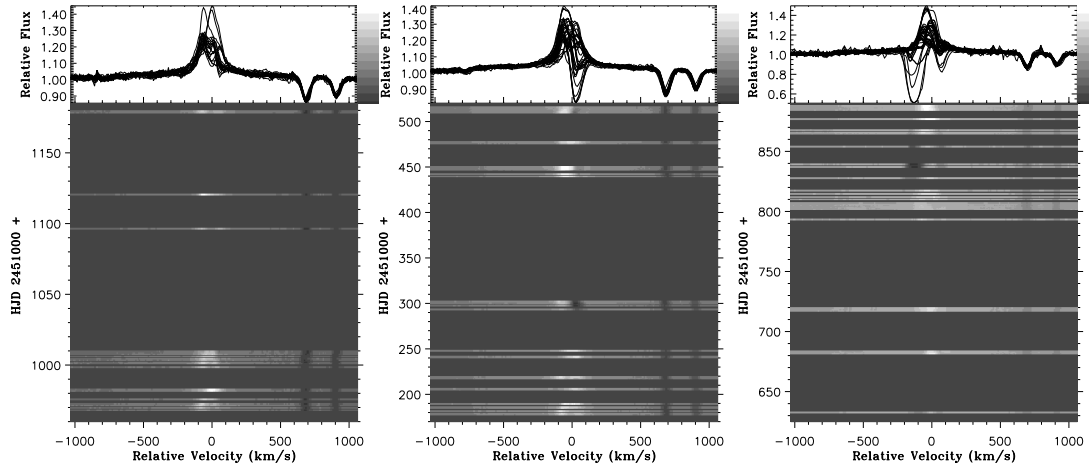 Relative Flux
1.40
1.30
1.20
1.10
1.00
0.90
HJD 2451000 +
1150
1100
1050
1000
−1000 −500 0 500 1000
Relative Velocity (km/s)
Relative Flux
1.40
1.30
1.20
1.10
1.00
0.90
HJD 2451000 +
500
450
400
350
300
250
200
−1000 −500 0 500 1000
Relative Velocity (km/s)
Relative Flux
1.4
1.2
1.0
0.8
0.6
HJD 2451000 +
850
800
750
700
650
−1000 −500 0 500 1000
Relative Velocity (km/s)